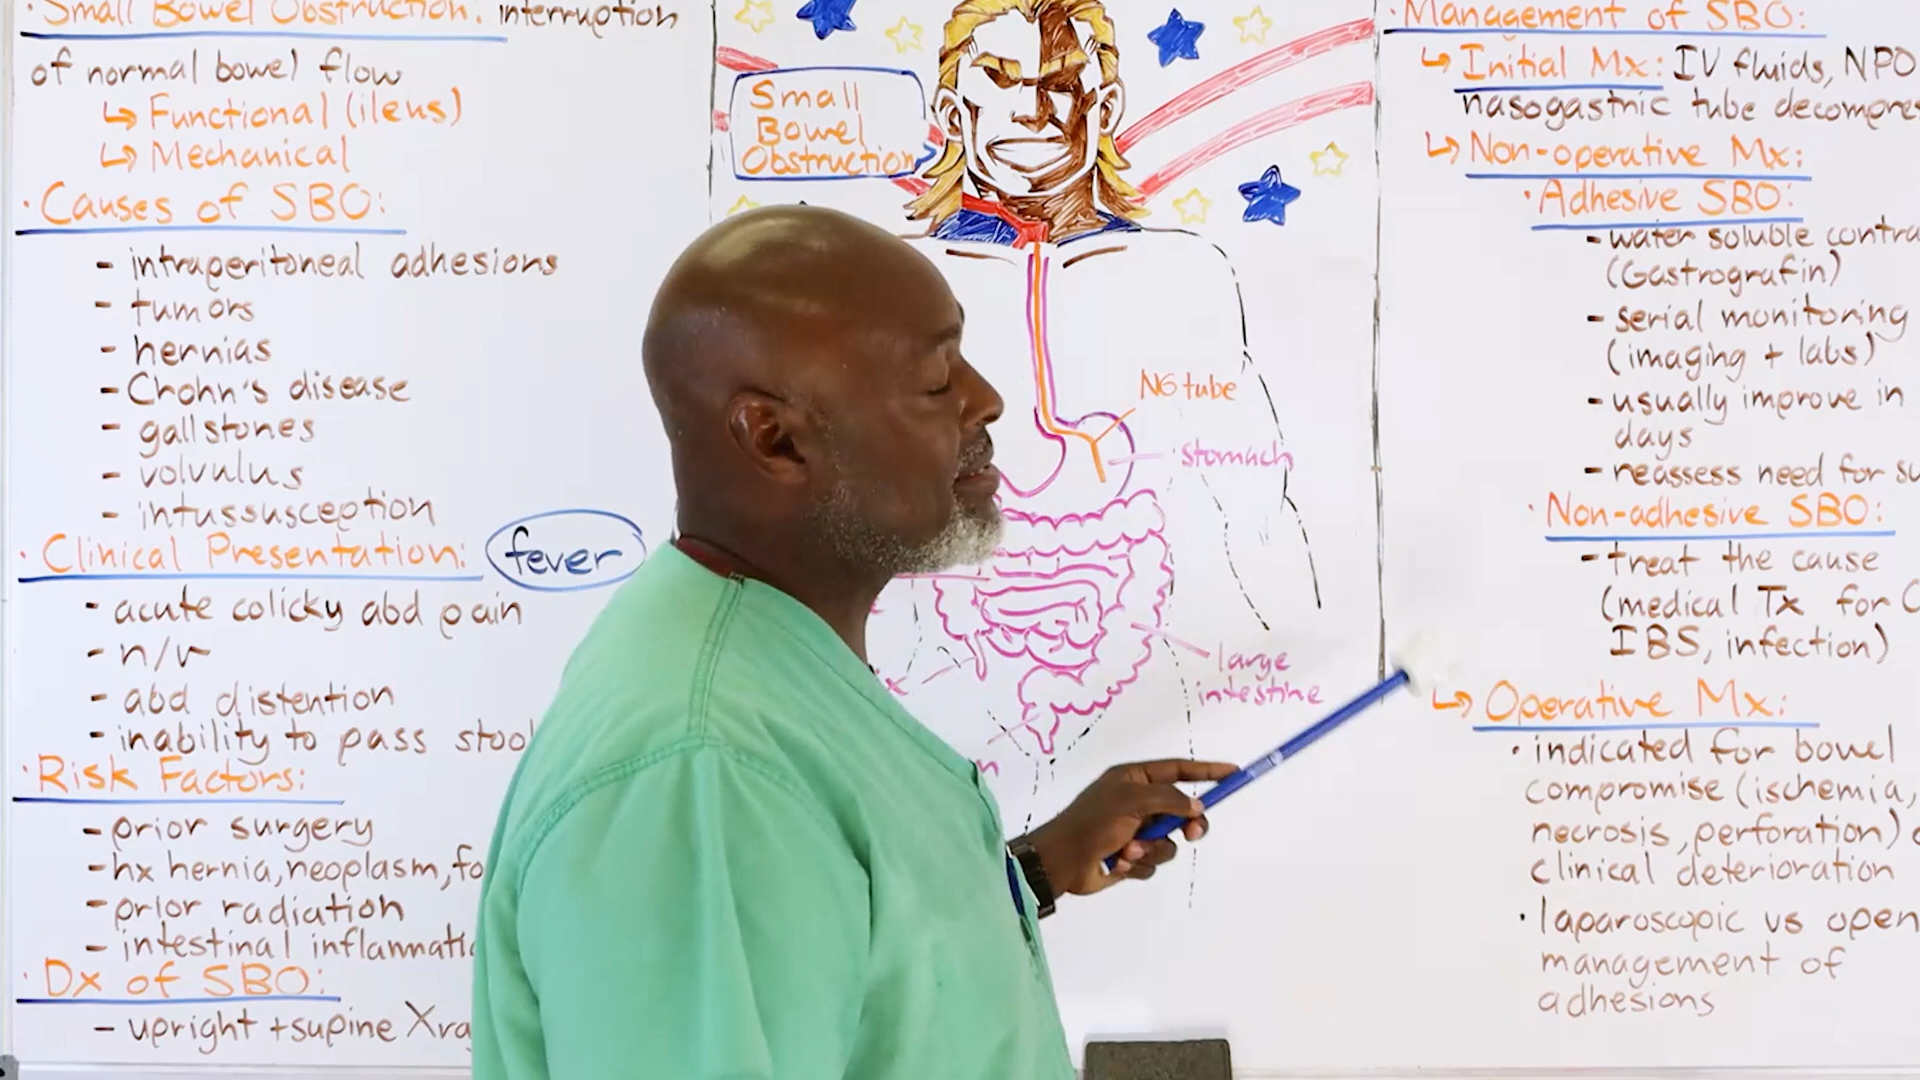 · Small Bowel Obstruction: interruption
of normal bowel flow
↳ Functional (ileus)
↳ Mechanical
· Causes of SBO:
- intraperitoneal adhesions
- tumors
- hernias
- Crohn's disease
- gallstones
- volvulus
- intussusception
· Clinical Presentation:
fever
- acute colicky abd pain
- n/v
- abd distention
- inability to pass stool
· Risk Factors:
- prior surgery
- hx hernia, neoplasm, fo
- prior radiation
- intestinal inflammatio
· Dx of SBO:
- upright + supine Xra
Small
Bowel
Obstruction
NG tube
stomach
large
intestine
· Management of SBO:
↳ Initial Mx: IV fluids, NPO
nasogastric tube decompres
↳ Non-operative Mx:
· Adhesive SBO:
- water soluble contra
(Gastrografin)
- serial monitoring
(imaging + labs)
- usually improve in
days
- reassess need for su
· Non-adhesive SBO:
- treat the cause
(medical Tx for C
IBS, infection)
↳ Operative Mx:
· indicated for bowel
compromise (ischemia,
necrosis, perforation)
clinical deterioration
· laparoscopic vs open
management of
adhesions